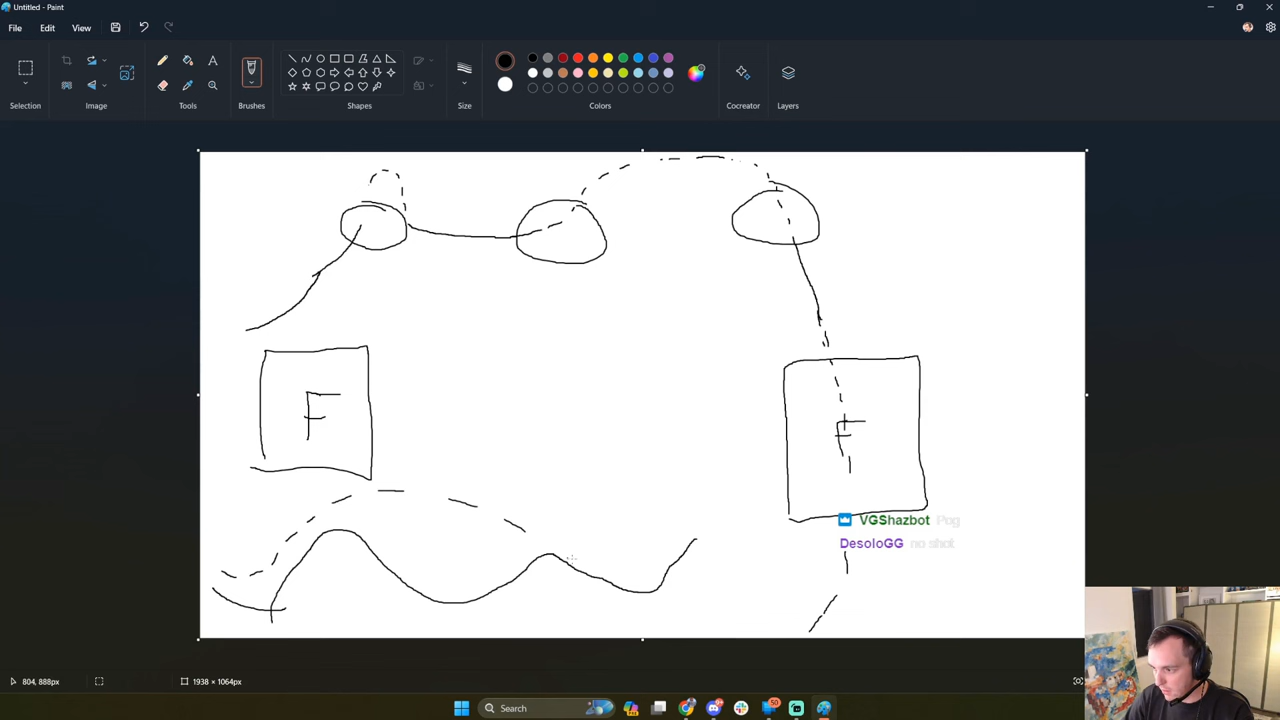 Untitled - Paint
File Edit View
Selection Image Tools Brushes Shapes Size Colors Cocreator Layers
F
F
VGShazbot Pog
DesoloGG no shot
804, 888px 1938 × 1064px
Search
50